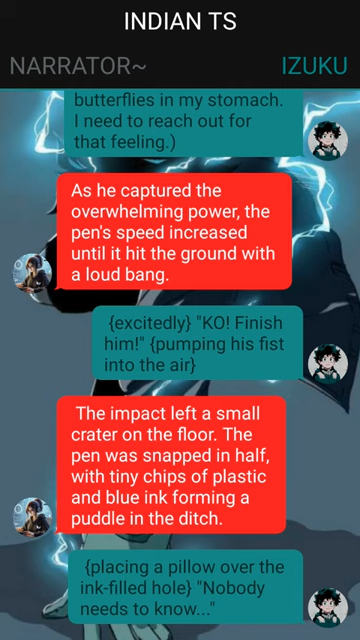 INDIAN TS
NARRATOR~ IZUKU
butterflies in my stomach.
I need to reach out for
that feeling.)
As he captured the
overwhelming power, the
pen's speed increased
until it hit the ground with
a loud bang.
{excitedly} "KO! Finish
him!" {pumping his fist
into the air}
The impact left a small
crater on the floor. The
pen was snapped in half,
with tiny chips of plastic
and blue ink forming a
puddle in the ditch.
{placing a pillow over the
ink-filled hole} "Nobody
needs to know..."